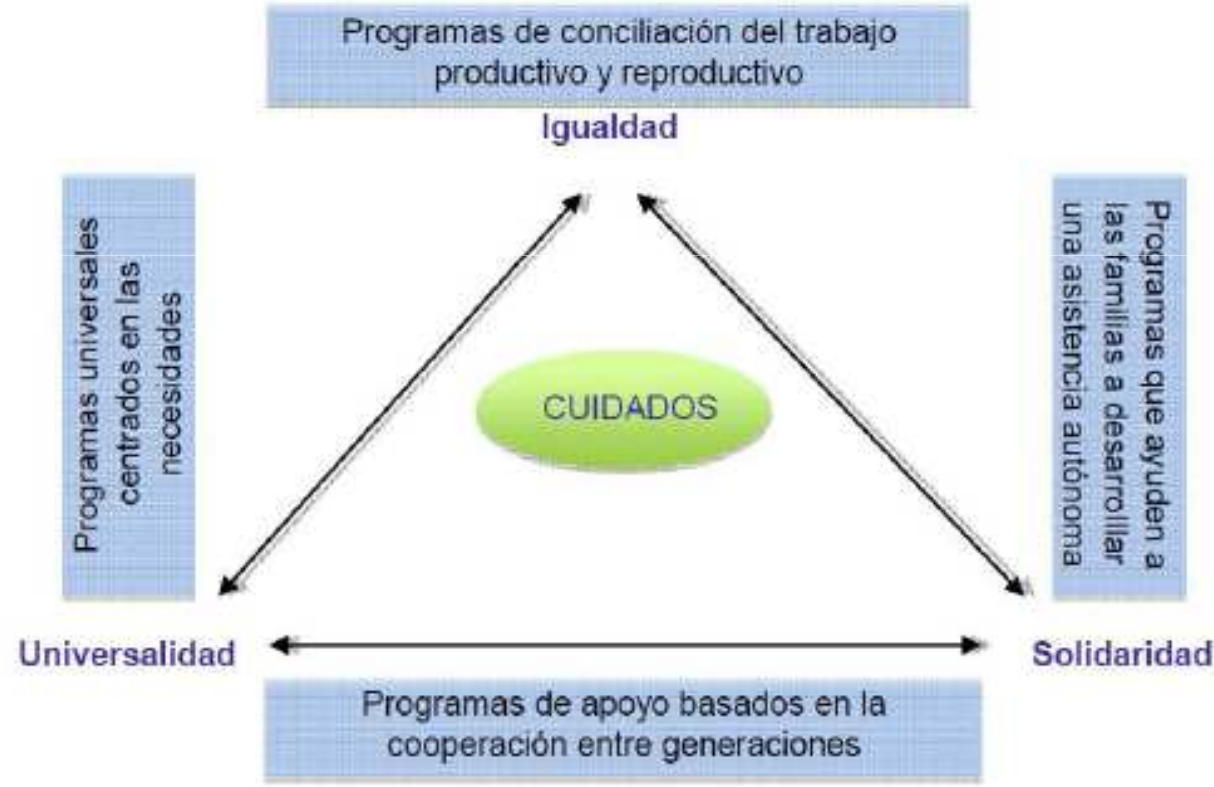 Programas de conciliación del trabajo
productivo y reproductivo
Igualdad
Programas universales
centrados en las
necesidades
CUIDADOS
Programas que ayuden a
las familias a desarrolllar
una asistencia autónoma
Universalidad
Solidaridad
Programas de apoyo basados en la
cooperación entre generaciones